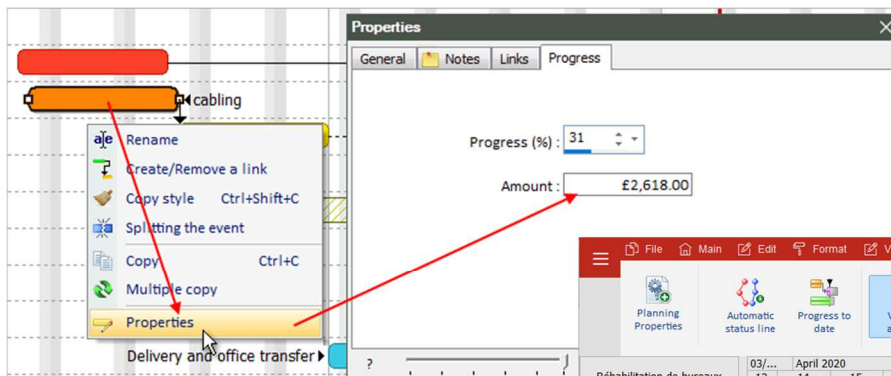 Properties
General Notes Links Progress
cabling
Rename
Create/Remove a link
Copy style Ctrl+Shift+C
Splitting the event
Copy Ctrl+C
Multiple copy
Properties
Delivery and office transfer
Progress (%) : 31
Amount : £2,618.00
?
File Main Edit Format V
Planning
Properties
Automatic
status line
Progress to
date
V
a
Réhabilitation de bureaux
03/... April 2020
13 14 15